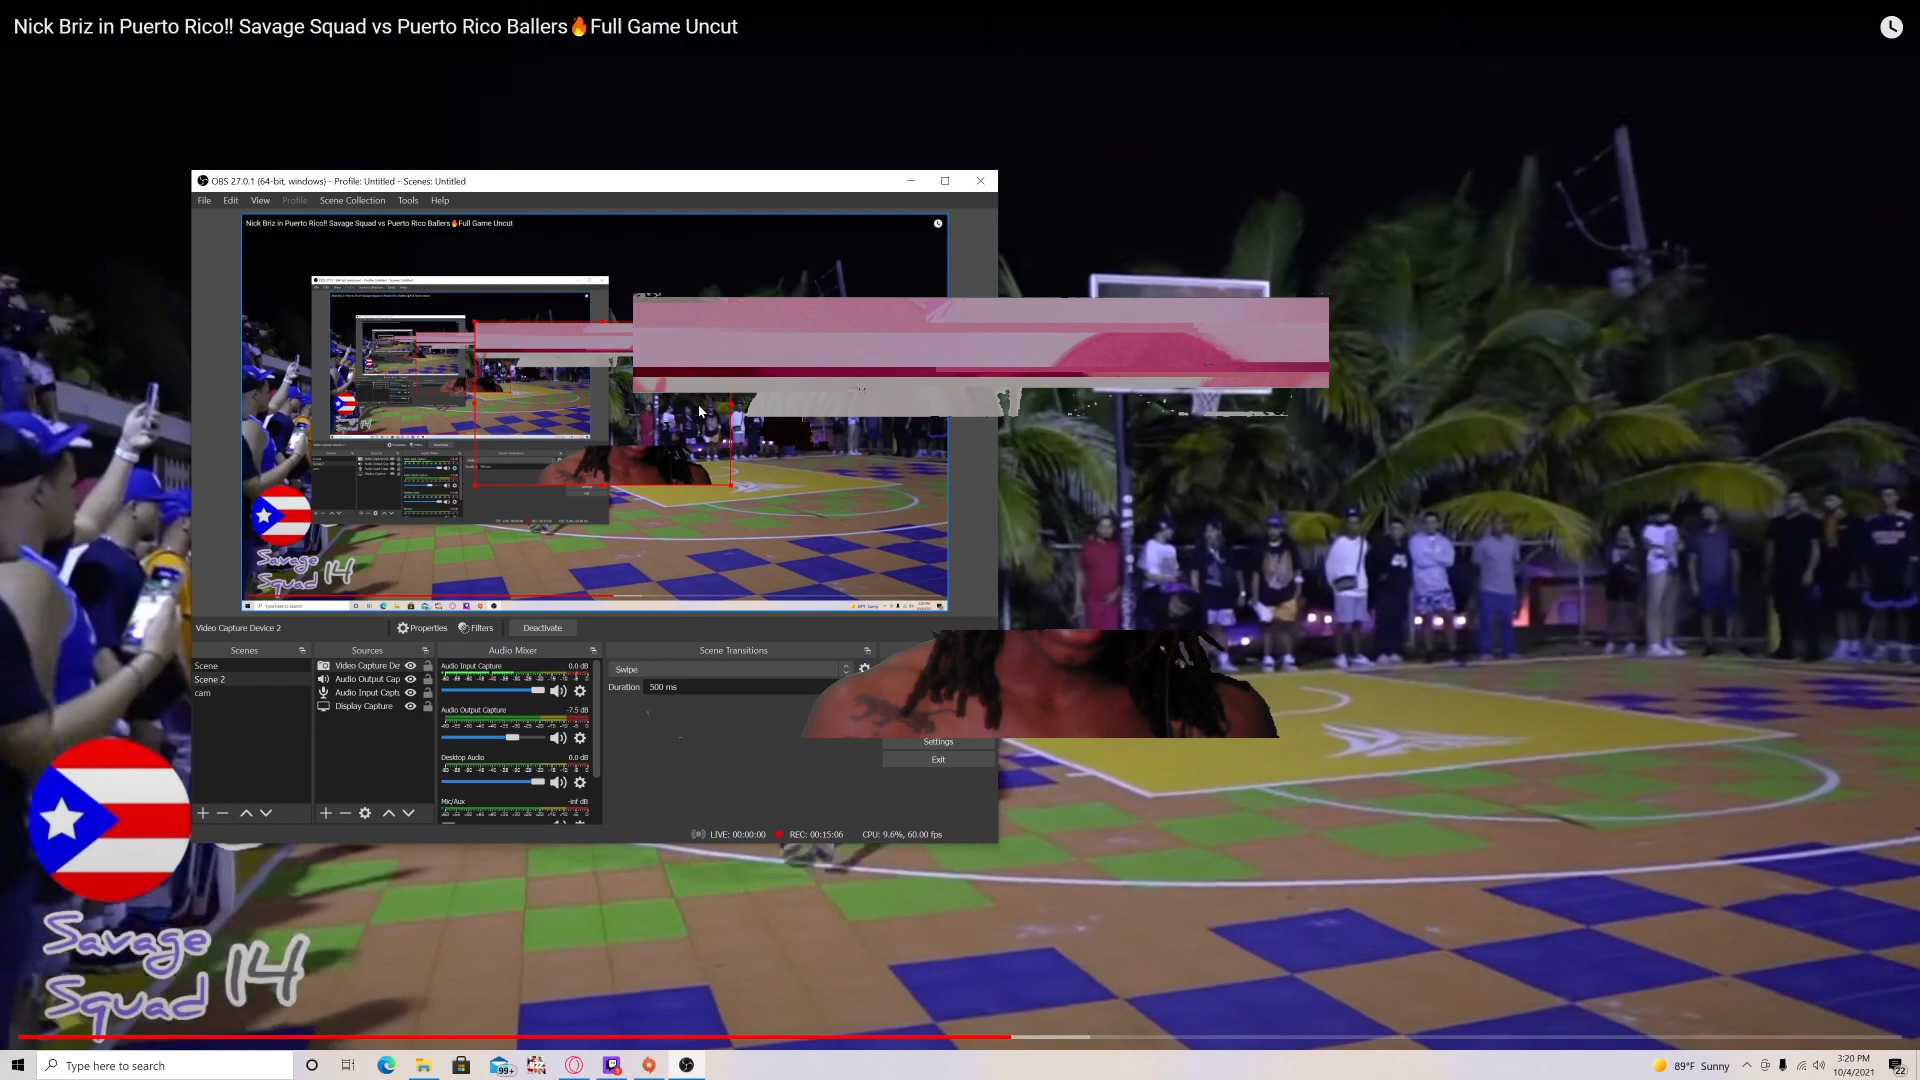 Nick Briz in Puerto Rico!! Savage Squad vs Puerto Rico Ballers🔥Full Game Uncut
OBS 27.0.1 (64-bit, windows) - Profile: Untitled - Scenes: Untitled
File Edit View Profile Scene Collection Tools Help
Nick Briz in Puerto Rico!! Savage Squad vs Puerto Rico Ballers🔥Full Game Uncut
Savage
Squad 14
Type here to search
Video Capture Device 2 Properties Filters Deactivate
Scenes Sources Audio Mixer Scene Transitions
Scene
Scene 2
cam
Video Capture De
Audio Output Cap
Audio Input Captu
Display Capture
Audio Input Capture 0.0 dB
Audio Output Capture -7.5 dB
Desktop Audio 0.0 dB
Mic/Aux -inf dB
Swipe
Duration 500 ms
Settings
Exit
LIVE: 00:00:00 REC: 00:15:06 CPU: 9.6%, 60.00 fps
Savage
Squad 14
Type here to search
99+
89°F Sunny
3:20 PM
10/4/2021
22